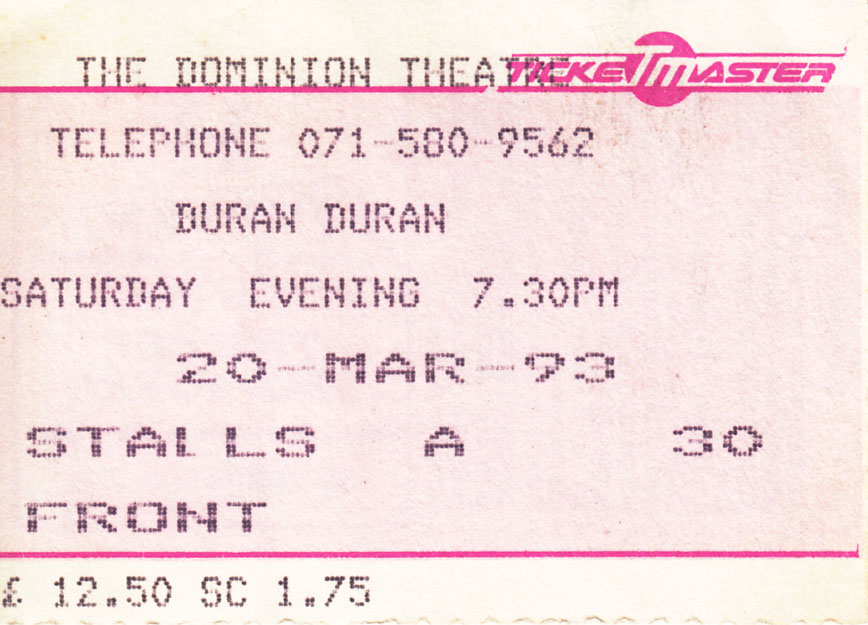 THE DOMINION THEATRE TICKETMASTER
TELEPHONE 071-580-9562
DURAN DURAN
SATURDAY EVENING 7.30PM
20-MAR-93
STALLS A 30
FRONT
£ 12.50 SC 1.75